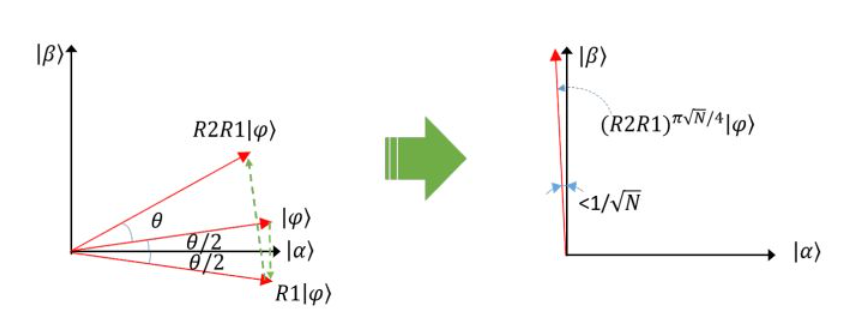 |β⟩
R2R1|φ⟩
θ
|φ⟩
θ/2
|α⟩
θ/2
R1|φ⟩
|β⟩
(R2R1)^{π√N/4}|φ⟩
<1/√N
|α⟩